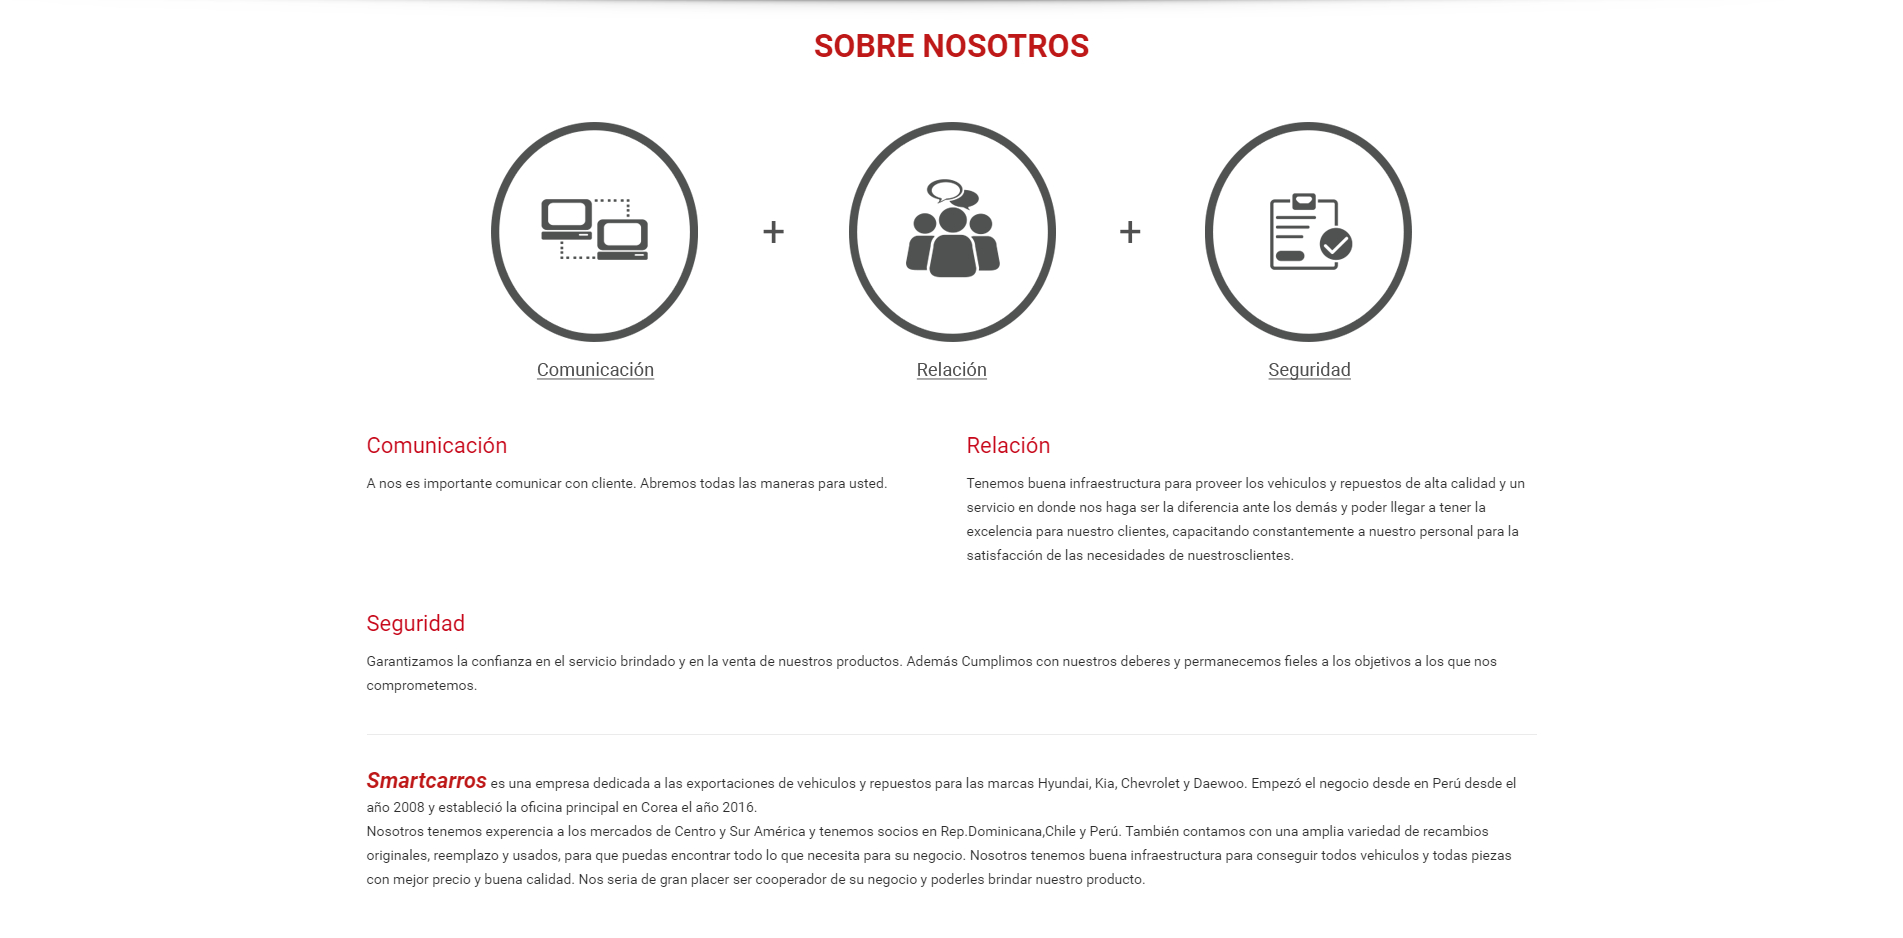 SOBRE NOSOTROS
+
+
Comunicación
Relación
Seguridad
Comunicación
A nos es importante comunicar con cliente. Abremos todas las maneras para usted.
Relación
Tenemos buena infraestructura para proveer los vehiculos y repuestos de alta calidad y un
servicio en donde nos haga ser la diferencia ante los demás y poder llegar a tener la
excelencia para nuestro clientes, capacitando constantemente a nuestro personal para la
satisfacción de las necesidades de nuestrosclientes.
Seguridad
Garantizamos la confianza en el servicio brindado y en la venta de nuestros productos. Además Cumplimos con nuestros deberes y permanecemos fieles a los objetivos a los que nos
comprometemos.
Smartcarros es una empresa dedicada a las exportaciones de vehiculos y repuestos para las marcas Hyundai, Kia, Chevrolet y Daewoo. Empezó el negocio desde en Perú desde el
año 2008 y estableció la oficina principal en Corea el año 2016.
Nosotros tenemos experencia a los mercados de Centro y Sur América y tenemos socios en Rep.Dominicana,Chile y Perú. También contamos con una amplia variedad de recambios
originales, reemplazo y usados, para que puedas encontrar todo lo que necesita para su negocio. Nosotros tenemos buena infraestructura para conseguir todos vehiculos y todas piezas
con mejor precio y buena calidad. Nos seria de gran placer ser cooperador de su negocio y poderles brindar nuestro producto.